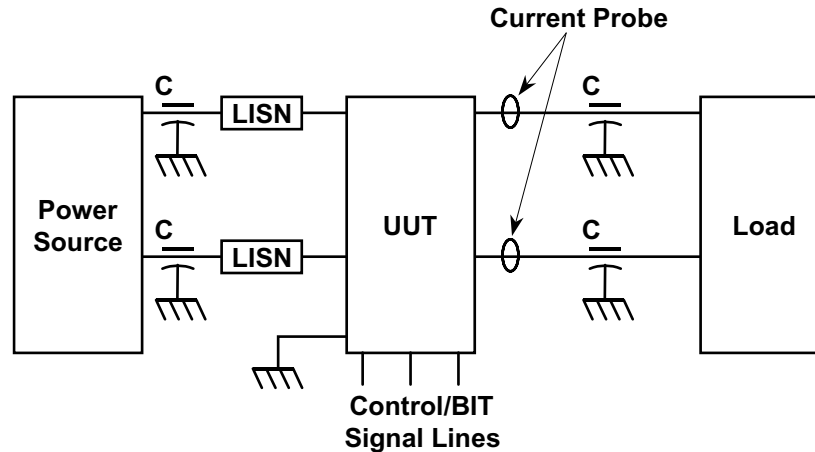 Current Probe
C
LISN
C
Power
Source
UUT
Load
C
LISN
C
Control/BIT
Signal Lines